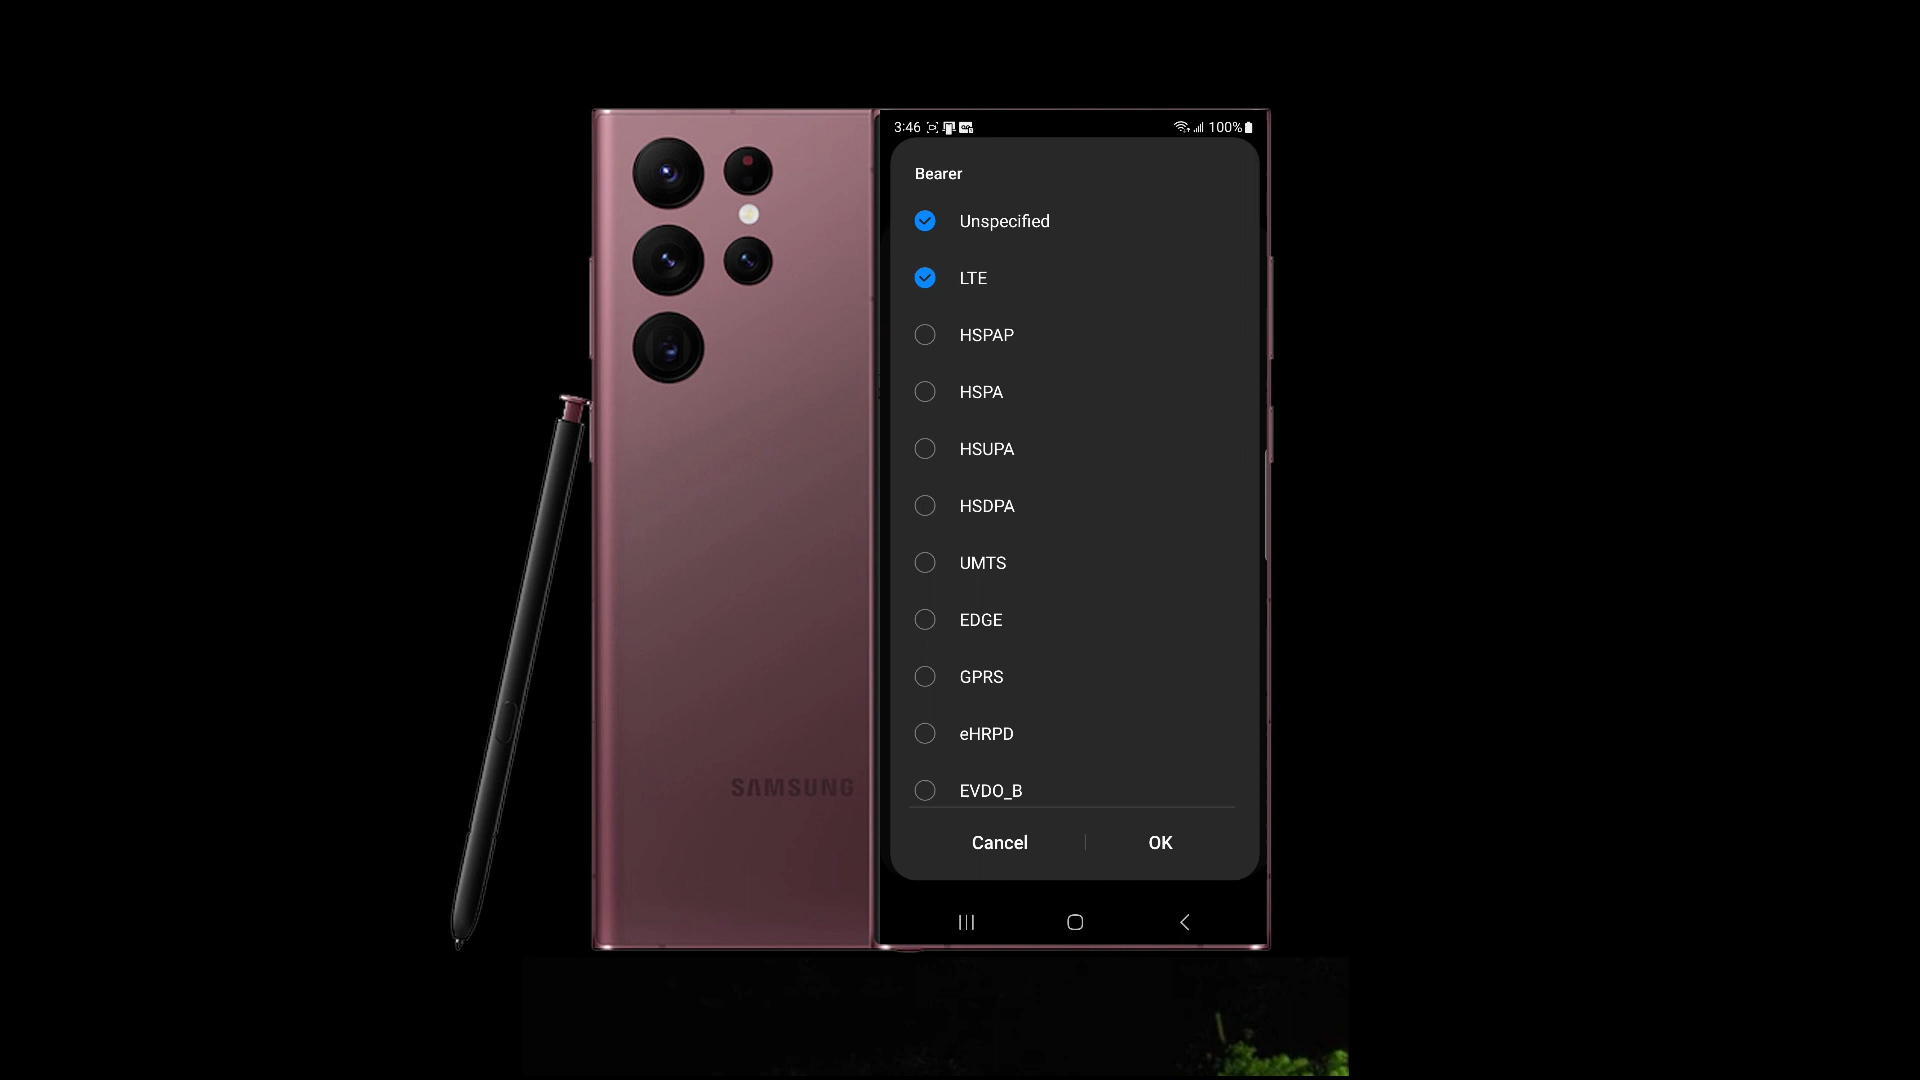 3:46
100%
Bearer
Unspecified
LTE
HSPAP
HSPA
HSUPA
HSDPA
UMTS
EDGE
GPRS
eHRPD
EVDO_B
Cancel
OK
SAMSUNG